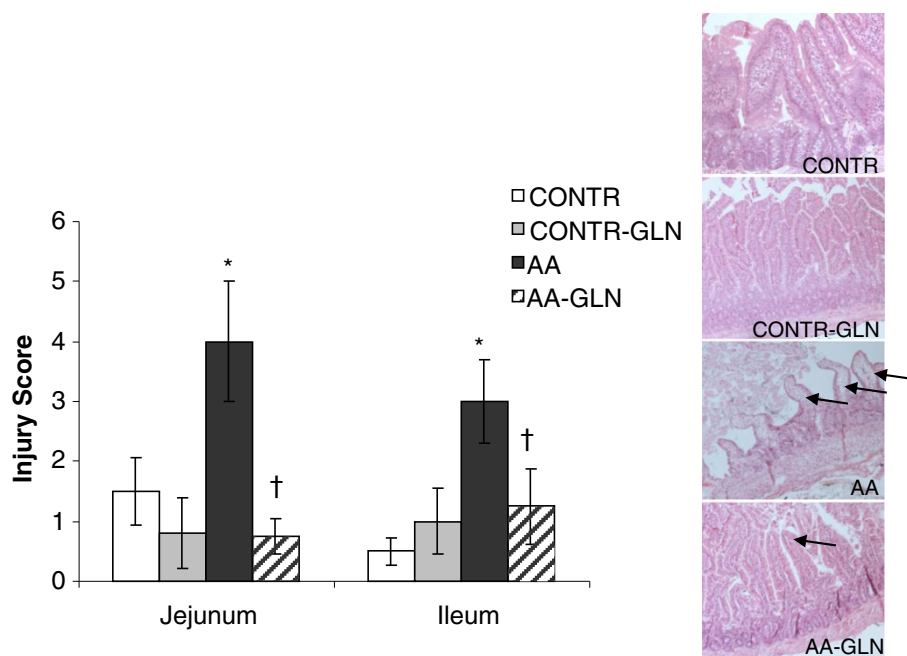 CONTR
CONTR-GLN
AA
AA-GLN
Injury Score
6
5
4
3
2
1
0
*
†
*
†
Jejunum
Ileum
CONTR
CONTR-GLN
AA
AA-GLN